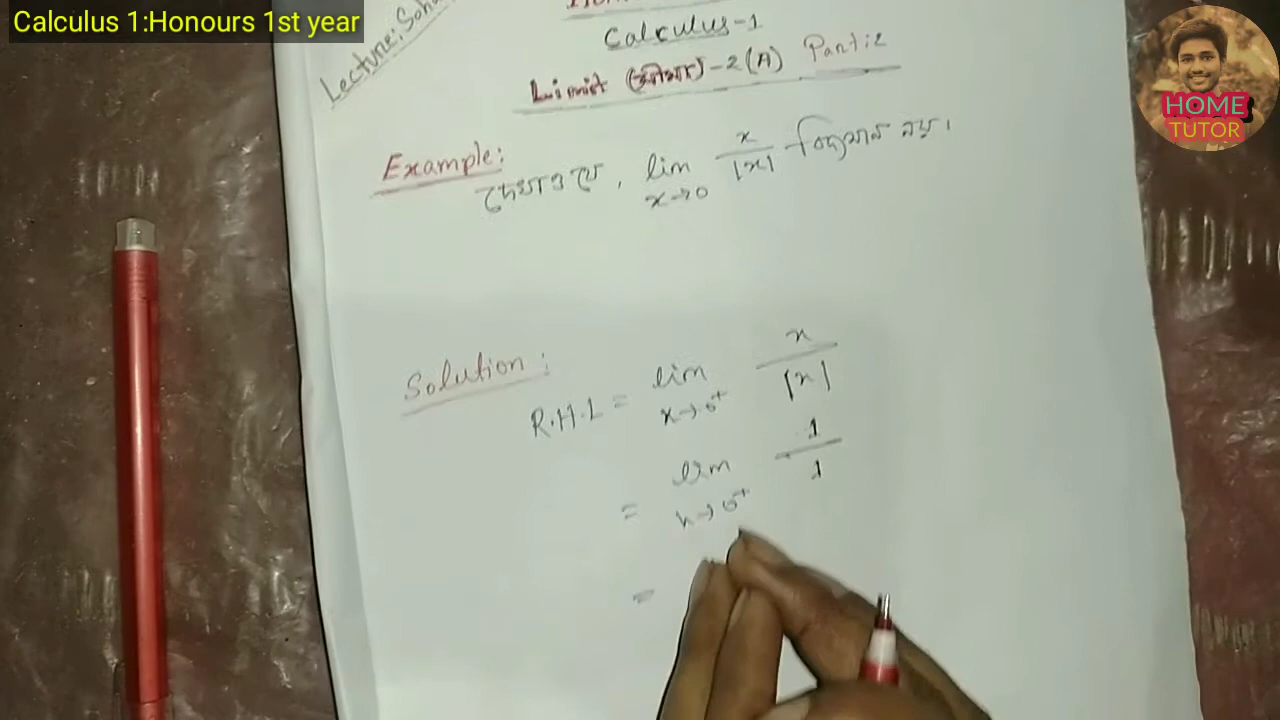 Calculus 1:Honours 1st year
Lecture:
Calculus-1
Limit (লিমিট)-2(A) Part:2
HOME
TUTOR
Example:
দেখাও যে, lim x→0 x/|x| বিদ্যমান নয়।
Solution:
R.H.L = lim x→0⁺ x/|x|
= lim x→0⁺ 1/1
=